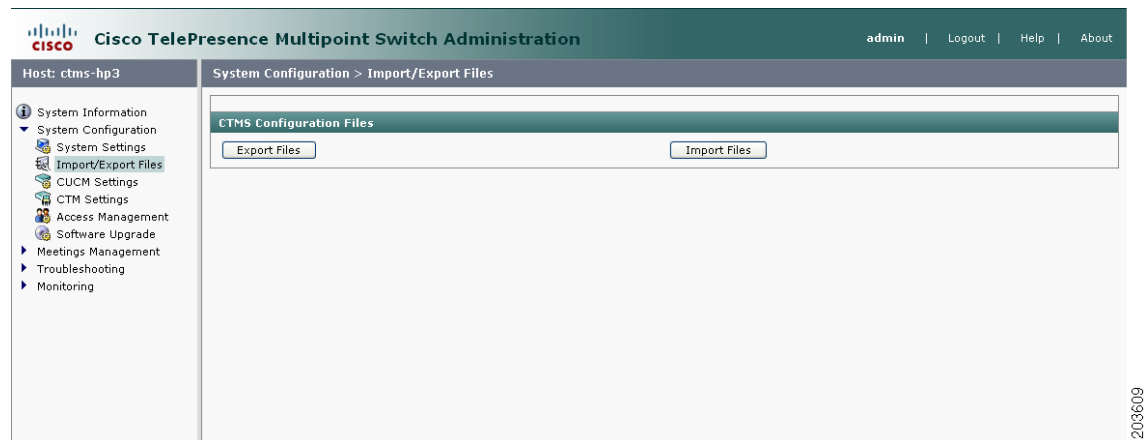 CISCO
Cisco TelePresence Multipoint Switch Administration
admin | Logout | Help | About
Host: ctms-hp3
System Configuration > Import/Export Files
System Information
System Configuration
System Settings
Import/Export Files
CUCM Settings
CTM Settings
Access Management
Software Upgrade
Meetings Management
Troubleshooting
Monitoring
CTMS Configuration Files
Export Files
Import Files
203609